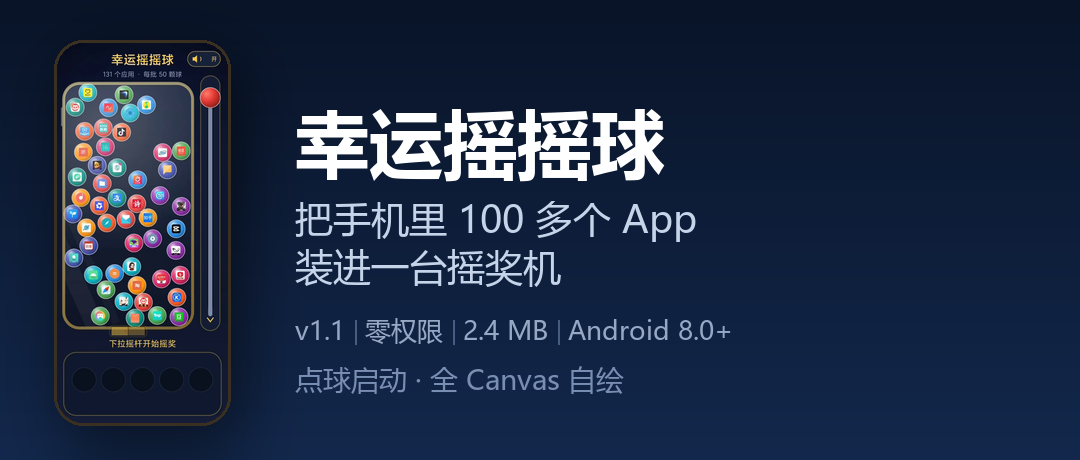 幸运摇摇球
开
131 个应用 · 每批 50 颗球
下拉摇杆开始摇奖
幸运摇摇球
把手机里 100 多个 App
装进一台摇奖机
v1.1 | 零权限 | 2.4 MB | Android 8.0+
点球启动 · 全 Canvas 自绘